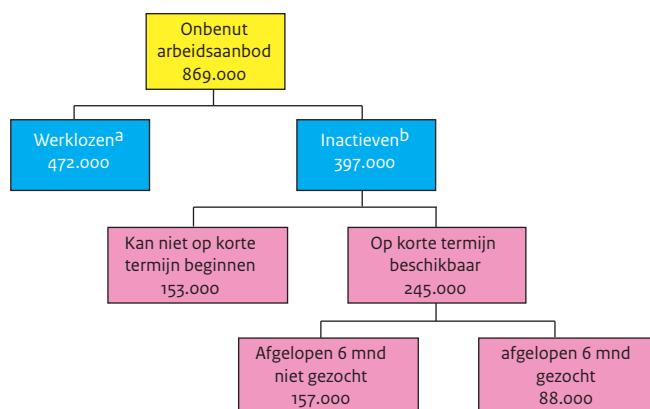 Onbenut
arbeidsaanbod
869.000
Werklozena
472.000
Inactievenb
397.000
Kan niet op korte
termijn beginnen
153.000
Op korte termijn
beschikbaar
245.000
Afgelopen 6 mnd
niet gezocht
157.000
afgelopen 6 mnd
gezocht
88.000